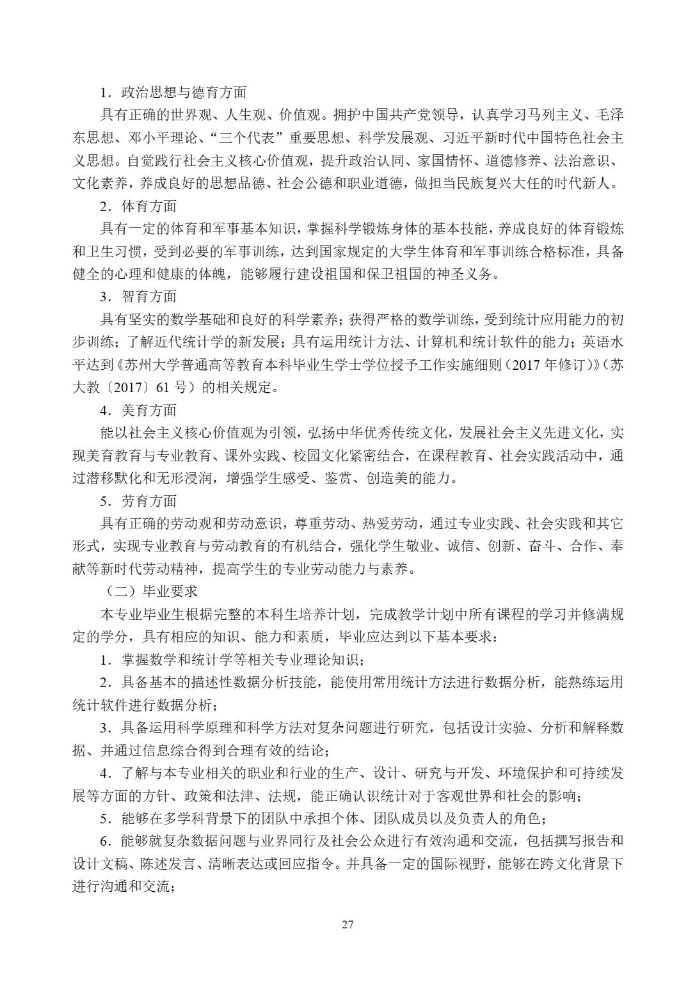 1．政治思想与德育方面
具有正确的世界观、人生观、价值观。拥护中国共产党领导，认真学习马列主义、毛泽
东思想、邓小平理论、“三个代表”重要思想、科学发展观、习近平新时代中国特色社会主
义思想。自觉践行社会主义核心价值观，提升政治认同、家国情怀、道德修养、法治意识、
文化素养，养成良好的思想品德、社会公德和职业道德，做担当民族复兴大任的时代新人。
2．体育方面
具有一定的体育和军事基本知识，掌握科学锻炼身体的基本技能，养成良好的体育锻炼
和卫生习惯，受到必要的军事训练，达到国家规定的大学生体育和军事训练合格标准，具备
健全的心理和健康的体魄，能够履行建设祖国和保卫祖国的神圣义务。
3．智育方面
具有坚实的数学基础和良好的科学素养；获得严格的数学训练，受到统计应用能力的初
步训练；了解近代统计学的新发展；具有运用统计方法、计算机和统计软件的能力；英语水
平达到《苏州大学普通高等教育本科毕业生学士学位授予工作实施细则（2017 年修订）》（苏
大教〔2017〕61 号）的相关规定。
4．美育方面
能以社会主义核心价值观为引领，弘扬中华优秀传统文化，发展社会主义先进文化，实
现美育教育与专业教育、课外实践、校园文化紧密结合，在课程教育、社会实践活动中，通
过潜移默化和无形浸润，增强学生感受、鉴赏、创造美的能力。
5．劳育方面
具有正确的劳动观和劳动意识，尊重劳动、热爱劳动，通过专业实践、社会实践和其它
形式，实现专业教育与劳动教育的有机结合，强化学生敬业、诚信、创新、奋斗、合作、奉
献等新时代劳动精神，提高学生的专业劳动能力与素养。
（二）毕业要求
本专业毕业生根据完整的本科生培养计划，完成教学计划中所有课程的学习并修满规
定的学分，具有相应的知识、能力和素质，毕业应达到以下基本要求：
1．掌握数学和统计学等相关专业理论知识；
2．具备基本的描述性数据分析技能，能使用常用统计方法进行数据分析，能熟练运用
统计软件进行数据分析；
3．具备运用科学原理和科学方法对复杂问题进行研究，包括设计实验、分析和解释数
据、并通过信息综合得到合理有效的结论；
4．了解与本专业相关的职业和行业的生产、设计、研究与开发、环境保护和可持续发
展等方面的方针、政策和法津、法规，能正确认识统计对于客观世界和社会的影响；
5．能够在多学科背景下的团队中承担个体、团队成员以及负责人的角色；
6．能够就复杂数据问题与业界同行及社会公众进行有效沟通和交流，包括撰写报告和
设计文稿、陈述发言、清晰表达或回应指令。并具备一定的国际视野，能够在跨文化背景下
进行沟通和交流；
27